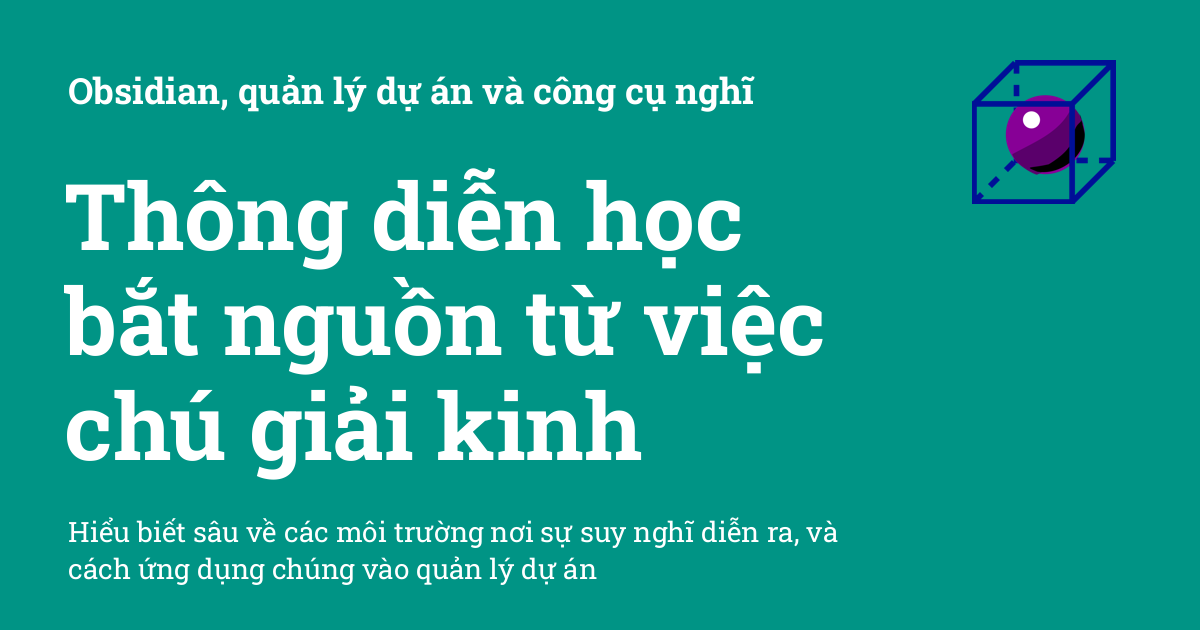 Obsidian, quản lý dự án và công cụ nghĩ
Thông diễn học
bắt nguồn từ việc
chú giải kinh
Hiểu biết sâu về các môi trường nơi sự suy nghĩ diễn ra, và
cách ứng dụng chúng vào quản lý dự án